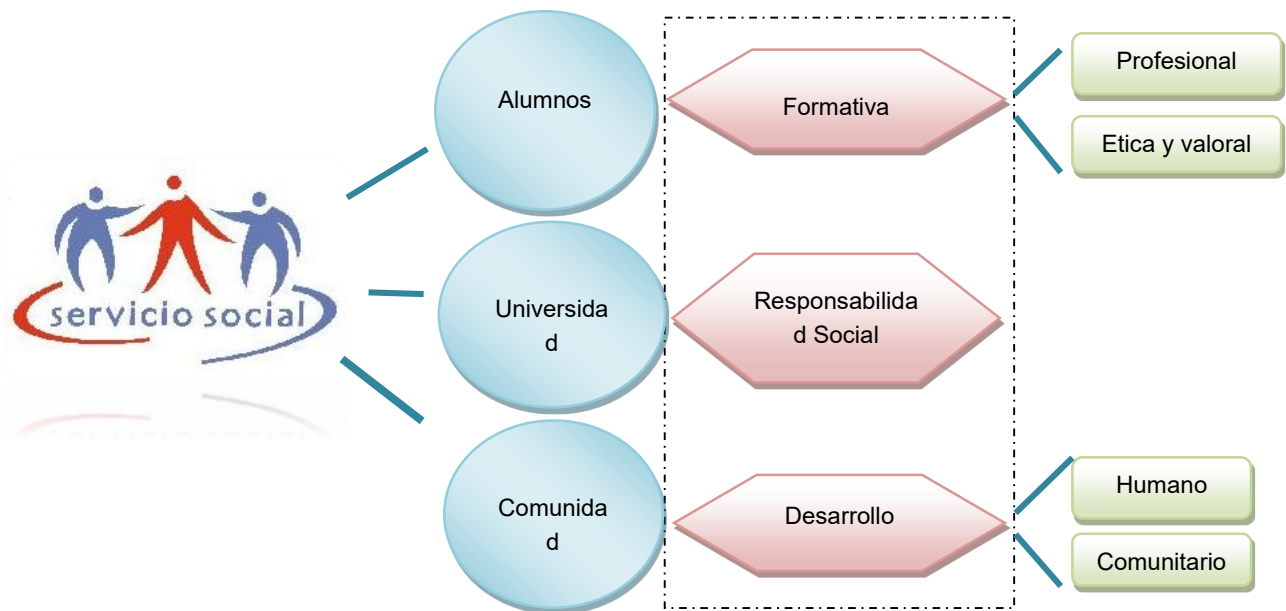 Alumnos
Formativa
Profesional
Etica y valoral
servicio social
Universida
d
Responsabilida
d Social
Comunida
d
Desarrollo
Humano
Comunitario